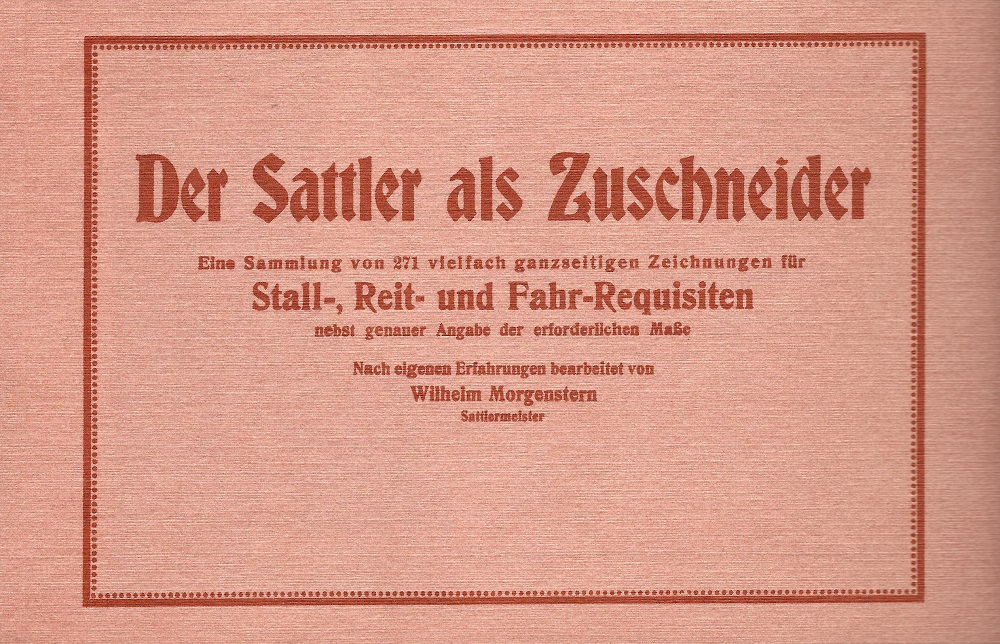 Der Sattler als Zuschneider
Eine Sammlung von 271 vielfach ganzseitigen Zeichnungen für
Stall-, Reit- und Fahr-Requisiten
nebst genauer Angabe der erforderlichen Maße
Nach eigenen Erfahrungen bearbeitet von
Wilhelm Morgenstern
Sattlermeister